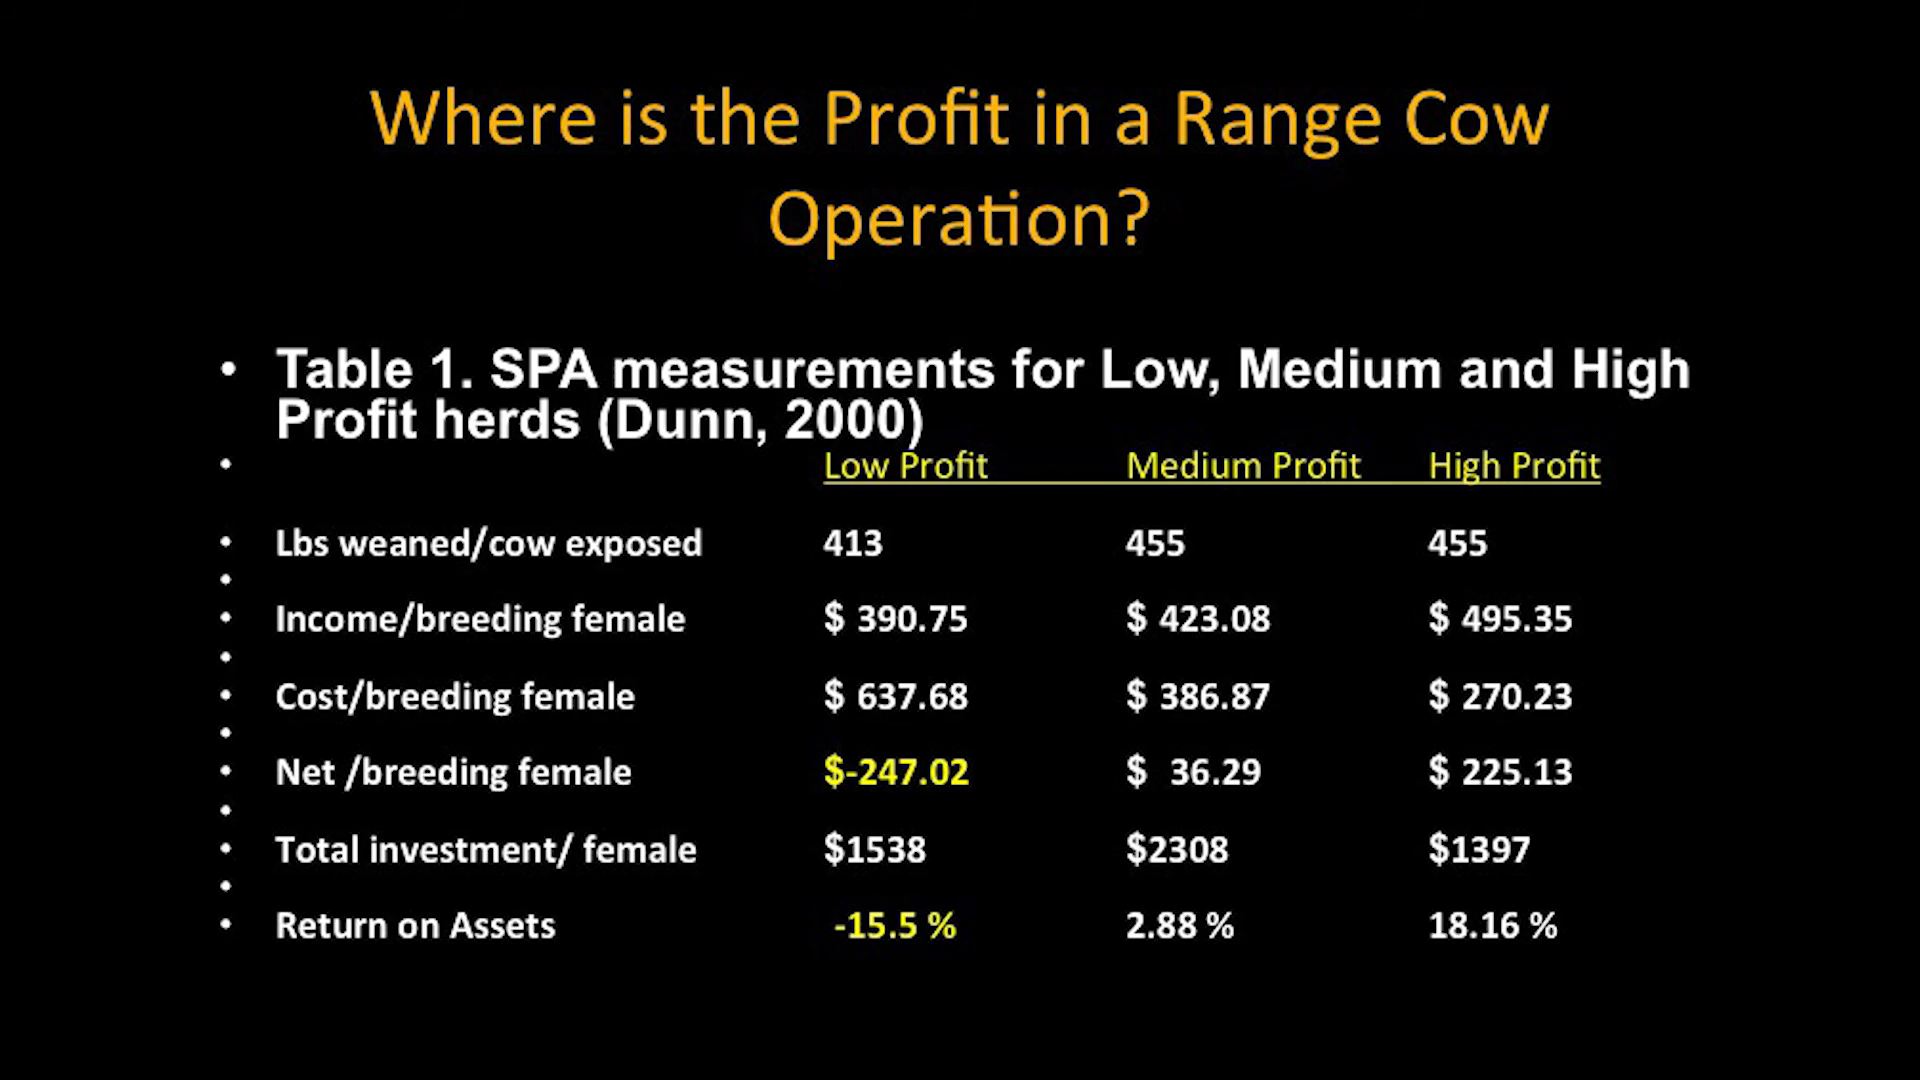 Where is the Profit in a Range Cow
Operation?
• Table 1. SPA measurements for Low, Medium and High
Profit herds (Dunn, 2000)
• Low Profit Medium Profit High Profit
• Lbs weaned/cow exposed 413 455 455
•
• Income/breeding female $ 390.75 $ 423.08 $ 495.35
•
• Cost/breeding female $ 637.68 $ 386.87 $ 270.23
•
• Net /breeding female $-247.02 $ 36.29 $ 225.13
•
• Total investment/ female $1538 $2308 $1397
•
• Return on Assets -15.5 % 2.88 % 18.16 %